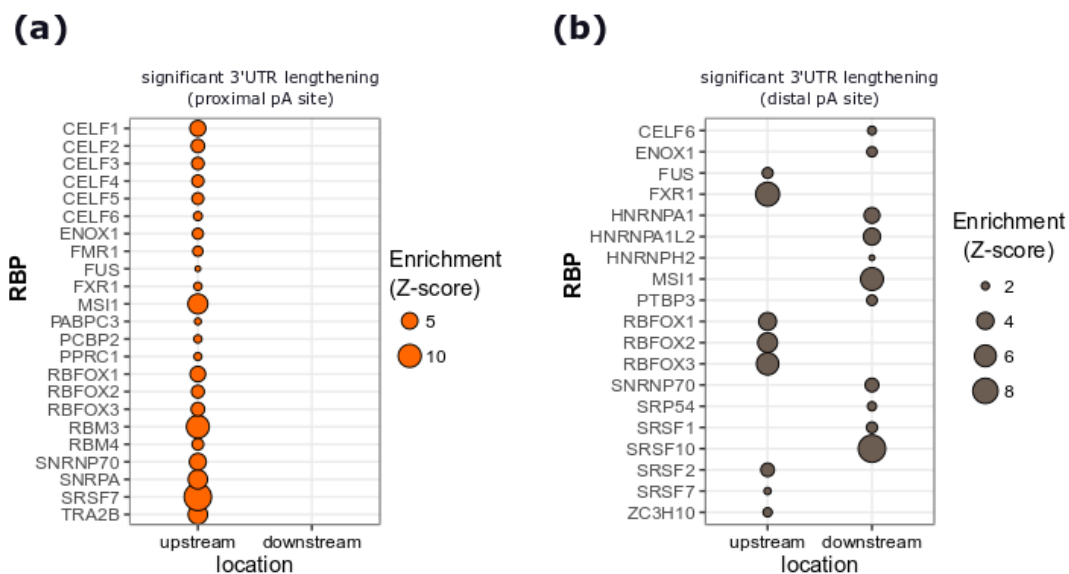 (a)
significant 3'UTR lengthening
(proximal pA site)
RBP
CELF1
CELF2
CELF3
CELF4
CELF5
CELF6
ENOX1
FMR1
FUS
FXR1
MSI1
PABPC3
PCBP2
PPRC1
RBFOX1
RBFOX2
RBFOX3
RBM3
RBM4
SNRNP70
SNRPA
SRSF7
TRA2B
upstream downstream
location
Enrichment
(Z-score)
5
10
(b)
significant 3'UTR lengthening
(distal pA site)
RBP
CELF6
ENOX1
FUS
FXR1
HNRNPA1
HNRNPA1L2
HNRNPH2
MSI1
PTBP3
RBFOX1
RBFOX2
RBFOX3
SNRNP70
SRP54
SRSF1
SRSF10
SRSF2
SRSF7
ZC3H10
upstream downstream
location
Enrichment
(Z-score)
2
4
6
8